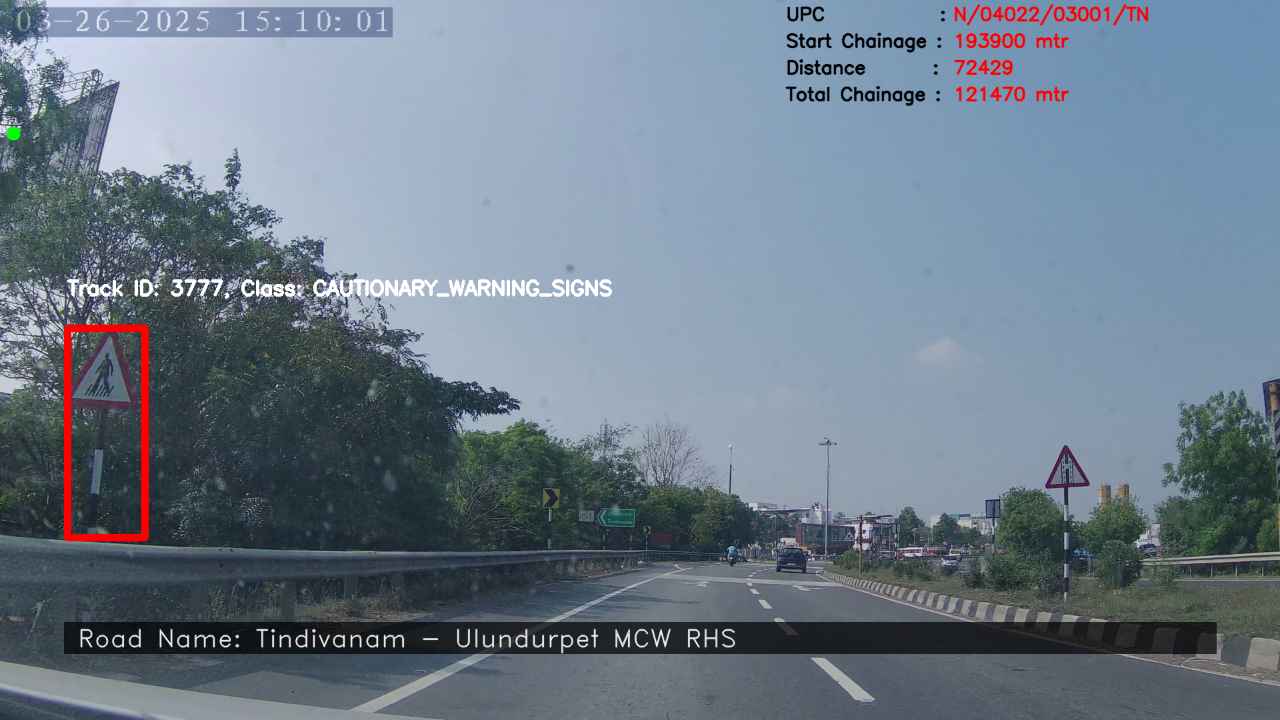 03-26-2025 15:10:01
UPC : N/04022/03001/TN
Start Chainage : 193900 mtr
Distance : 72429
Total Chainage : 121470 mtr
Track ID: 3777, Class: CAUTIONARY_WARNING_SIGNS
Road Name: Tindivanam - Ulundurpet MCW RHS